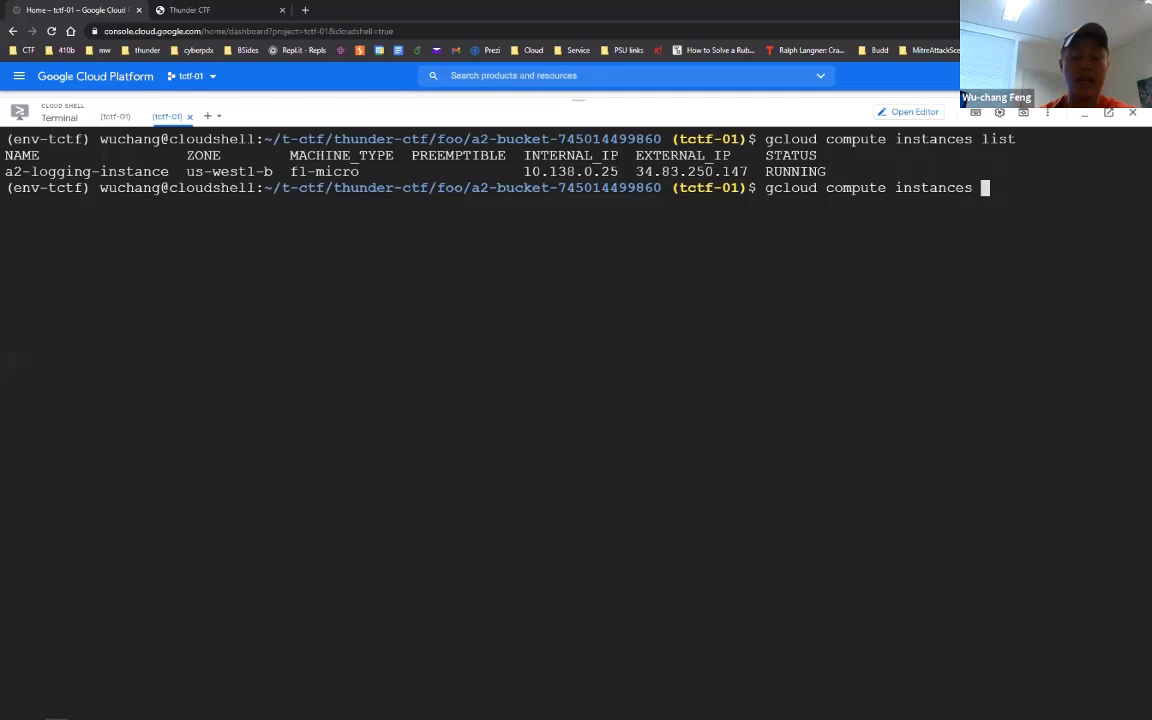 Home – tctf-01 – Google Cloud
Thunder CTF
console.cloud.google.com/home/dashboard?project=tctf-01&cloudshell=true
CTF 410b mw thunder cyberpdx BSides Replit - Repls Prezi Cloud Service PSU links How to Solve a Rub... Ralph Langner: Cra... Budd MitreAttackSce
Google Cloud Platform tctf-01 Search products and resources
Wu-chang Feng
CLOUD SHELL
Terminal (tctf-01) (tctf-01) Open Editor
(env-tctf) wuchang@cloudshell:~/t-ctf/thunder-ctf/foo/a2-bucket-745014499860 (tctf-01)$ gcloud compute instances list
NAME ZONE MACHINE_TYPE PREEMPTIBLE INTERNAL_IP EXTERNAL_IP STATUS
a2-logging-instance us-west1-b f1-micro 10.138.0.25 34.83.250.147 RUNNING
(env-tctf) wuchang@cloudshell:~/t-ctf/thunder-ctf/foo/a2-bucket-745014499860 (tctf-01)$ gcloud compute instances